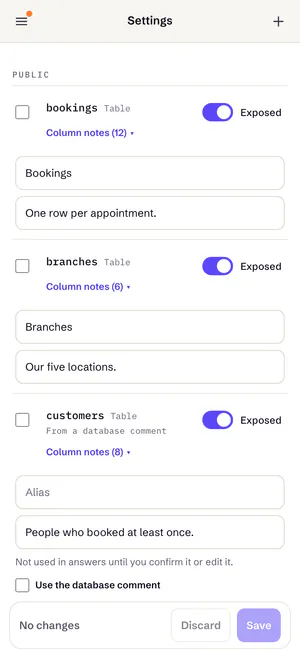 Settings
PUBLIC
bookings Table
Exposed
Column notes (12)
Bookings
One row per appointment.
branches Table
Exposed
Column notes (6)
Branches
Our five locations.
customers Table
From a database comment
Exposed
Column notes (8)
Alias
People who booked at least once.
Not used in answers until you confirm it or edit it.
Use the database comment
No changes
Discard
Save